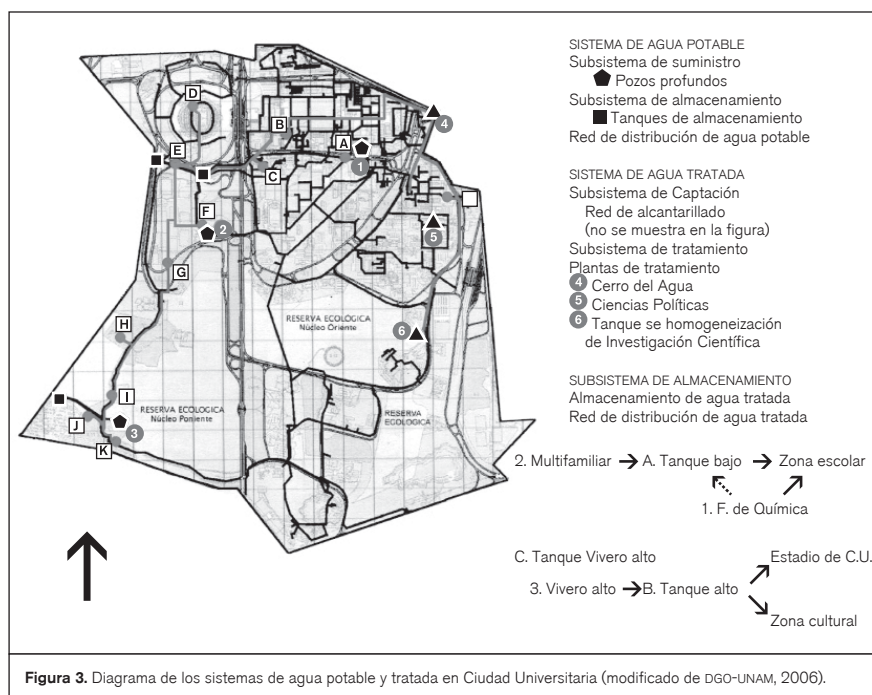 D
B
A
4
E
1
C
F
2
5
G
H
RESERVA ECOLOGICA
Núcleo Oriente
6
I
RESERVA ECOLOGICA
Núcleo Poniente
RESERVA
ECOLOGICA
J
3
K
SISTEMA DE AGUA POTABLE
Subsistema de suministro
Pozos profundos
Subsistema de almacenamiento
Tanques de almacenamiento
Red de distribución de agua potable
SISTEMA DE AGUA TRATADA
Subsistema de Captación
Red de alcantarillado
(no se muestra en la figura)
Subsistema de tratamiento
Plantas de tratamiento
4 Cerro del Agua
5 Ciencias Políticas
6 Tanque se homogeneización
de Investigación Científica
SUBSISTEMA DE ALMACENAMIENTO
Almacenamiento de agua tratada
Red de distribución de agua tratada
2. Multifamiliar → A. Tanque bajo → Zona escolar
1. F. de Química
C. Tanque Vivero alto Estadio de C.U.
3. Vivero alto → B. Tanque alto
Zona cultural
Figura 3. Diagrama de los sistemas de agua potable y tratada en Ciudad Universitaria (modificado de DGO-UNAM, 2006).